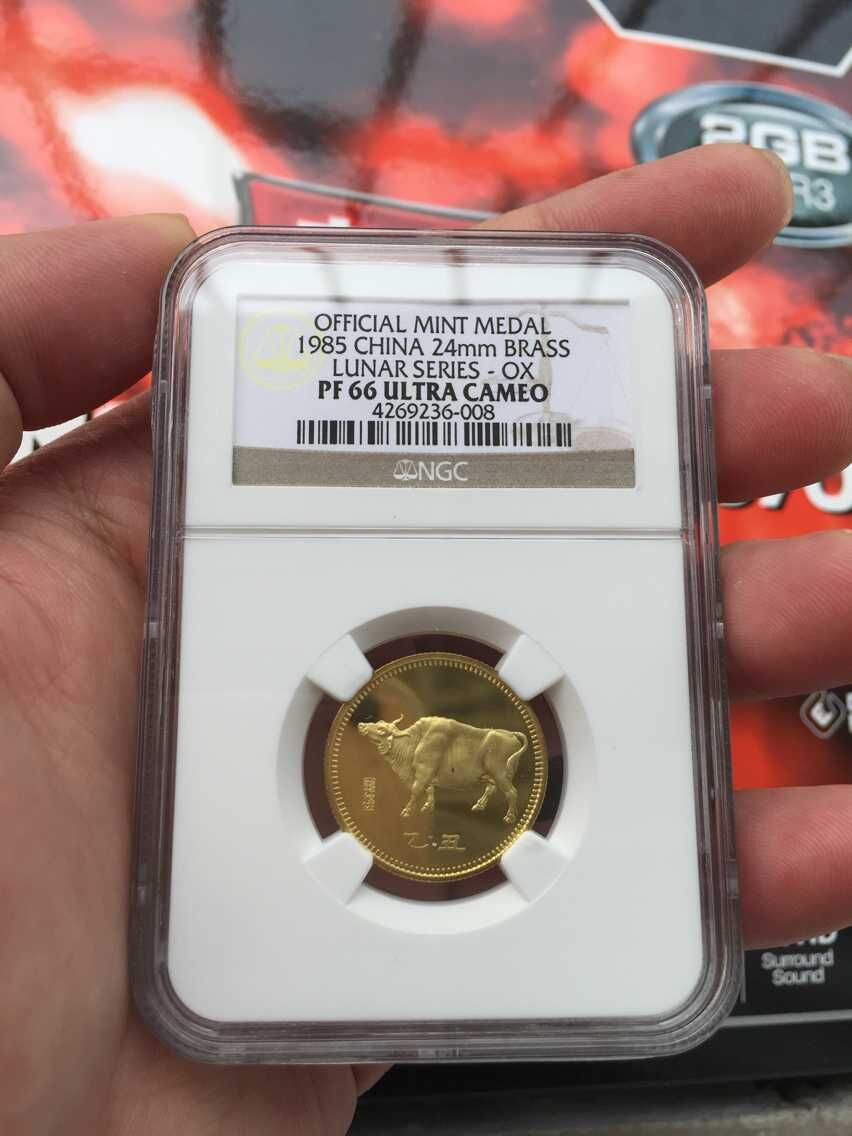 2GB
OFFICIAL MINT MEDAL
1985 CHINA 24mm BRASS
LUNAR SERIES - OX
PF 66 ULTRA CAMEO
4269236-008
NGC
乙丑
Surround
Sound